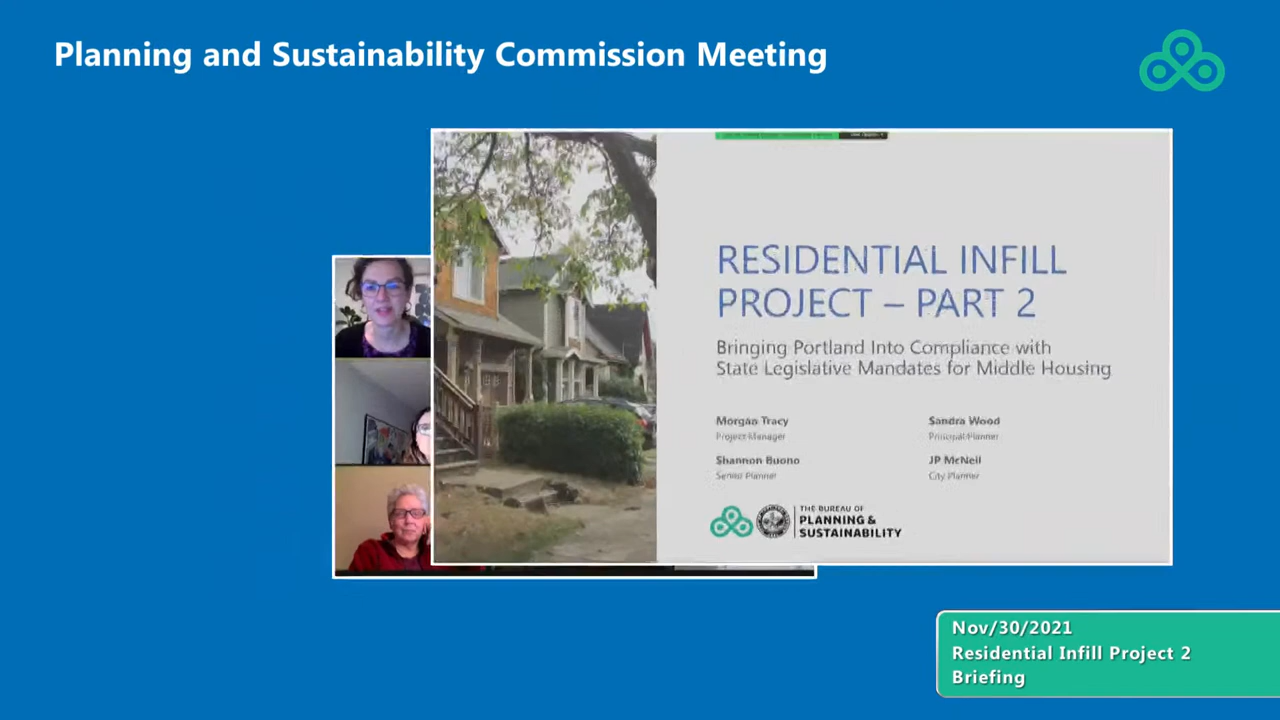 Planning and Sustainability Commission Meeting
RESIDENTIAL INFILL
PROJECT – PART 2
Bringing Portland Into Compliance with
State Legislative Mandates for Middle Housing
Morgan Tracy
Project Manager
Sandra Wood
Principal Planner
Shannon Buono
Senior Planner
JP McNeil
City Planner
THE BUREAU OF
PLANNING &
SUSTAINABILITY
Nov/30/2021
Residential Infill Project 2
Briefing